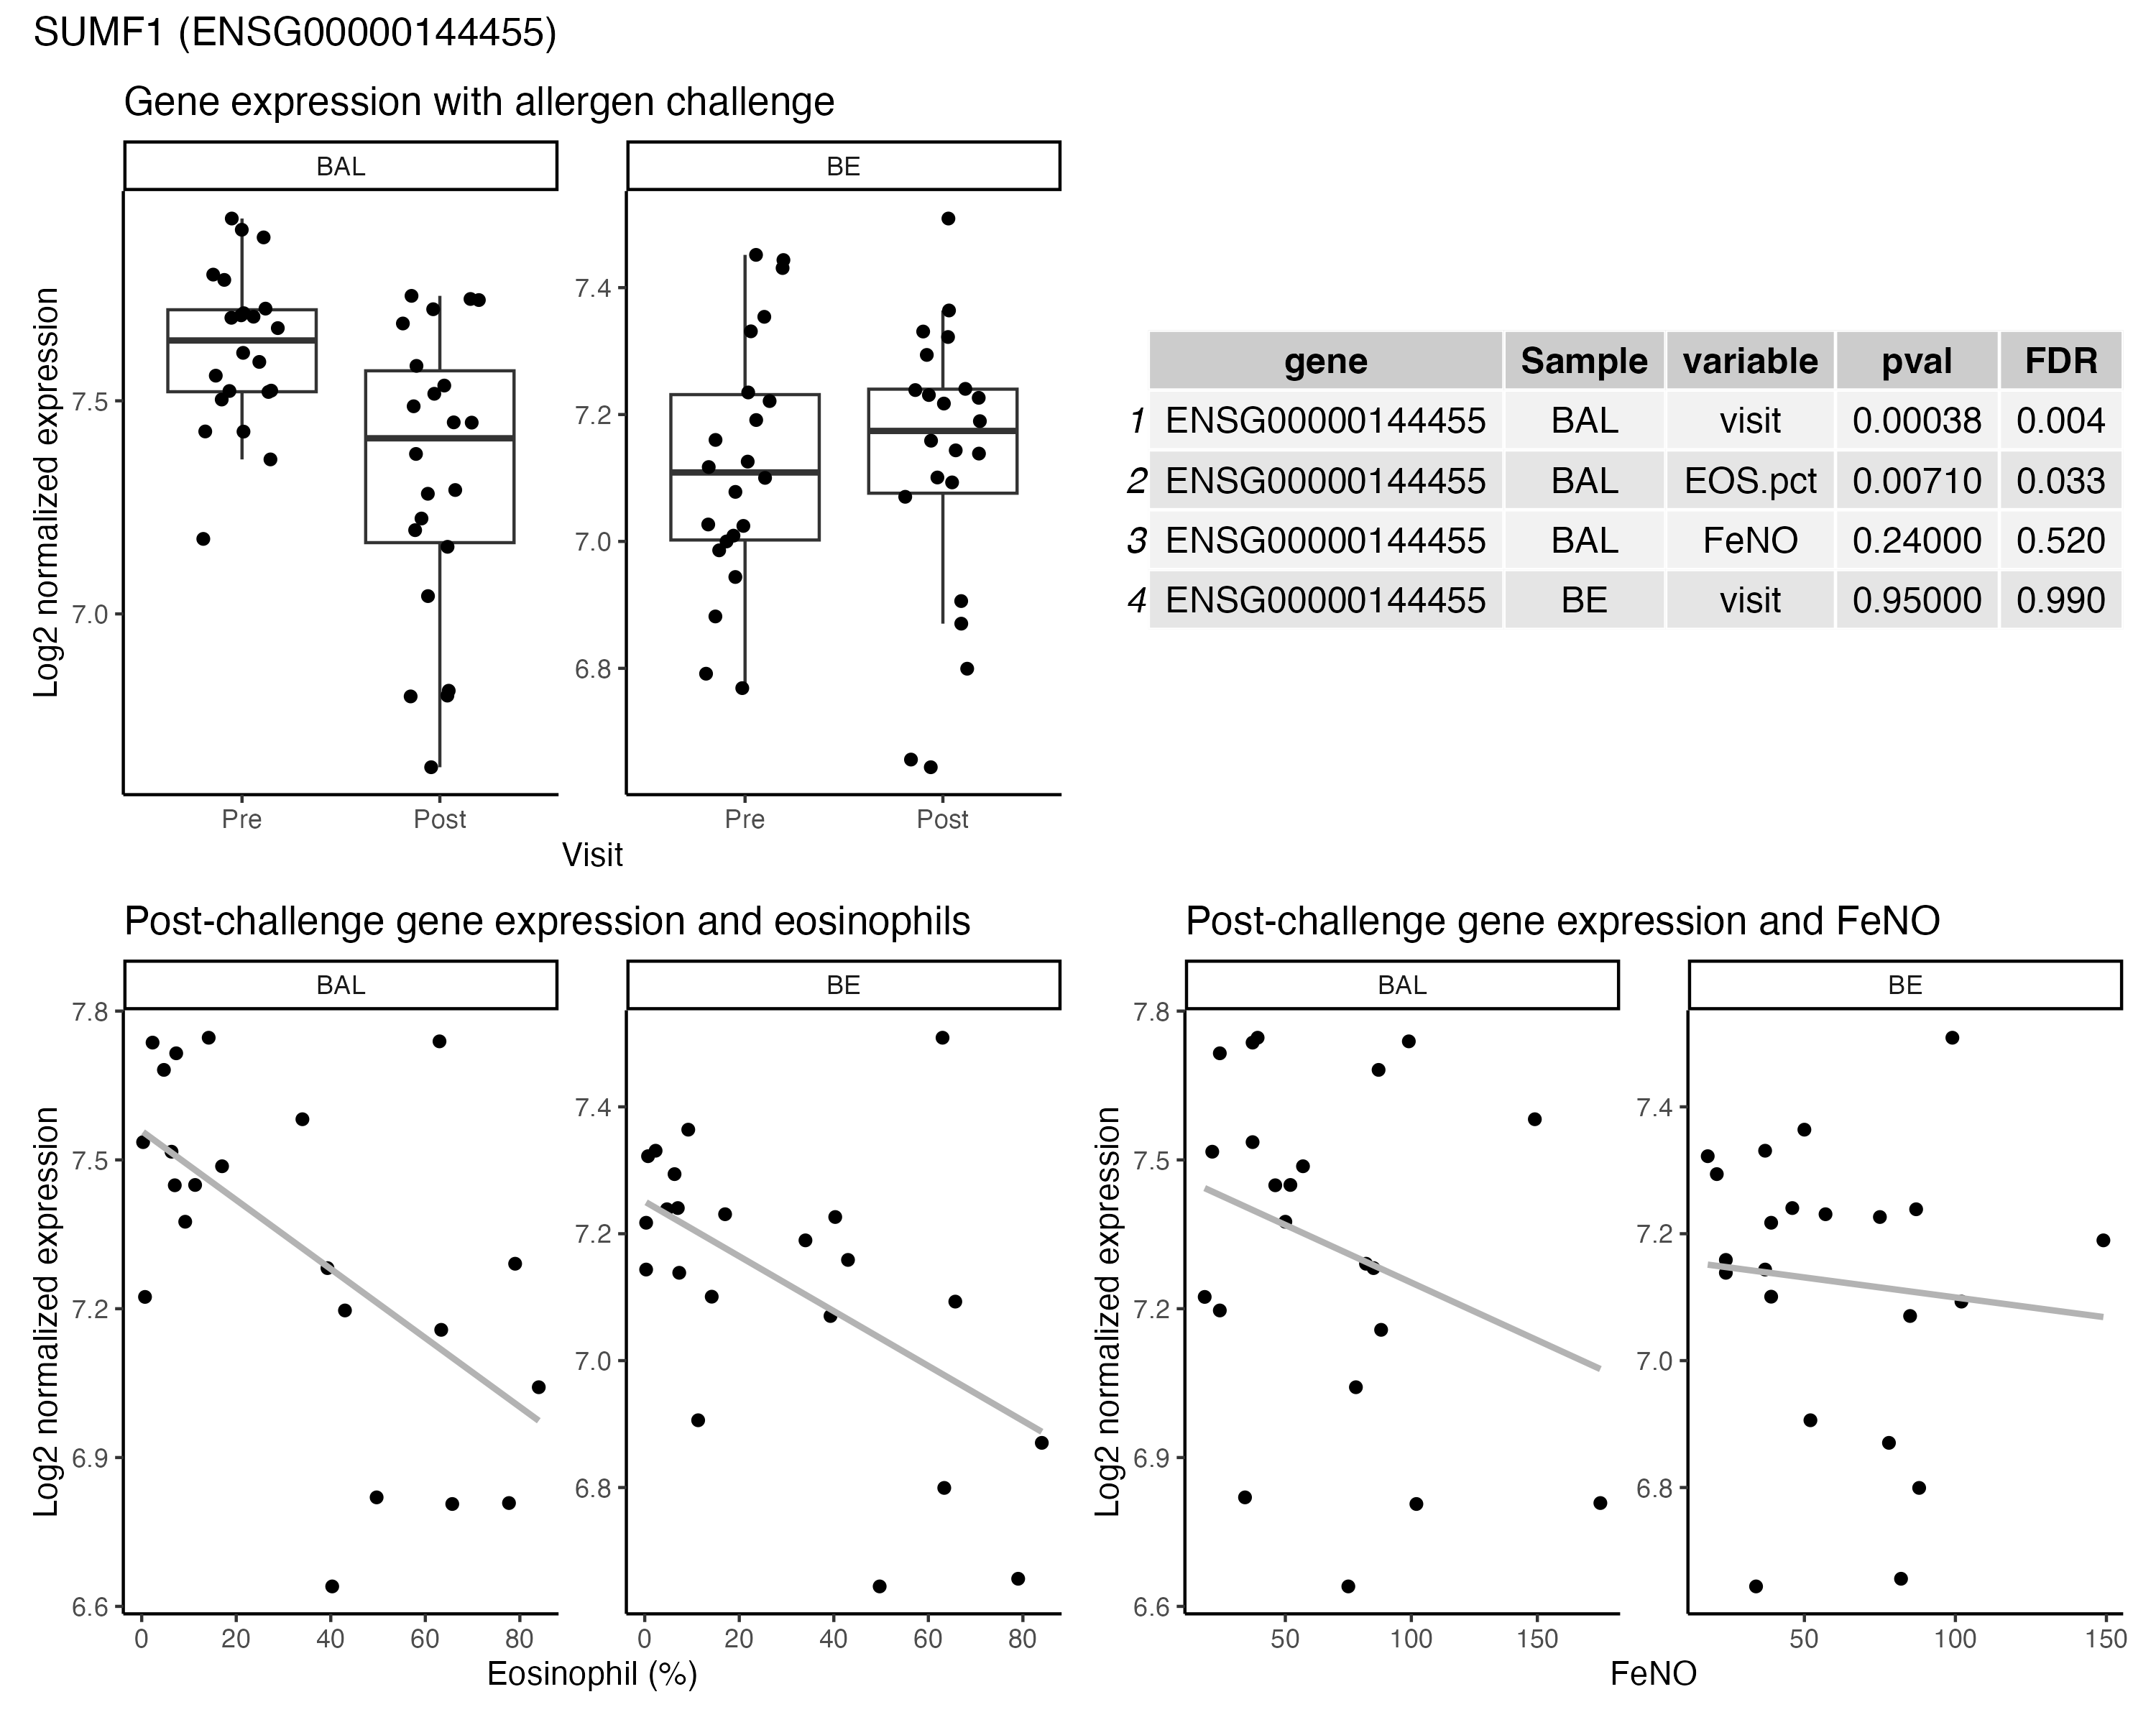 SUMF1 (ENSG00000144455)
Gene expression with allergen challenge
BAL
BE
Log2 normalized expression
7.5
7.0
7.4
7.2
7.0
6.8
Pre
Post
Pre
Post
Visit
gene Sample variable pval FDR
1 ENSG00000144455 BAL visit 0.00038 0.004
2 ENSG00000144455 BAL EOS.pct 0.00710 0.033
3 ENSG00000144455 BAL FeNO 0.24000 0.520
4 ENSG00000144455 BE visit 0.95000 0.990
Post-challenge gene expression and eosinophils
BAL
BE
Log2 normalized expression
7.8
7.5
7.2
6.9
6.6
7.4
7.2
7.0
6.8
0 20 40 60 80
0 20 40 60 80
Eosinophil (%)
Post-challenge gene expression and FeNO
BAL
BE
Log2 normalized expression
7.8
7.5
7.2
6.9
6.6
7.4
7.2
7.0
6.8
50 100 150
50 100 150
FeNO